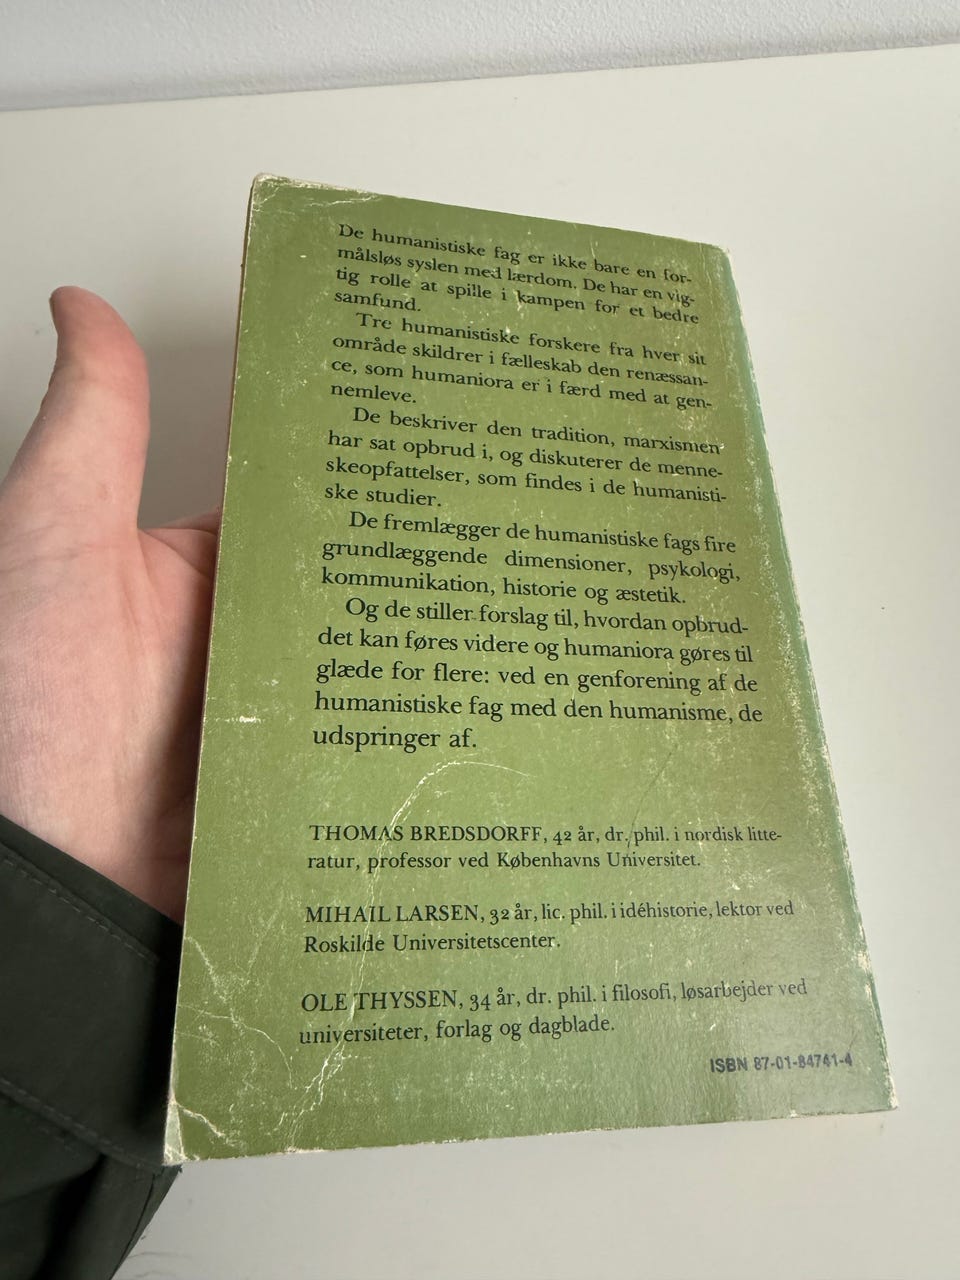 De humanistiske fag er ikke bare en for-
målsløs syslen med lærdom. De har en vig-
tig rolle at spille i kampen for et bedre
samfund.
Tre humanistiske forskere fra hver sit
område skildrer i fælleskab den renæssan-
ce, som humaniora er i færd med at gen-
nemleve.
De beskriver den tradition, marxismen
har sat opbrud i, og diskuterer de menne-
skeopfattelser, som findes i de humanisti-
ske studier.
De fremlægger de humanistiske fags fire
grundlæggende dimensioner, psykologi,
kommunikation, historie og æstetik.
Og de stiller forslag til, hvordan opbrud-
det kan føres videre og humaniora gøres til
glæde for flere: ved en genforening af de
humanistiske fag med den humanisme, de
udspringer af.
THOMAS BREDSDORFF, 42 år, dr. phil. i nordisk litte-
ratur, professor ved Københavns Universitet.
MIHAIL LARSEN, 32 år, lic. phil. i idéhistorie, lektor ved
Roskilde Universitetscenter.
OLE THYSSEN, 34 år, dr. phil. i filosofi, løsarbejder ved
universiteter, forlag og dagblade.
ISBN 87-01-84741-4